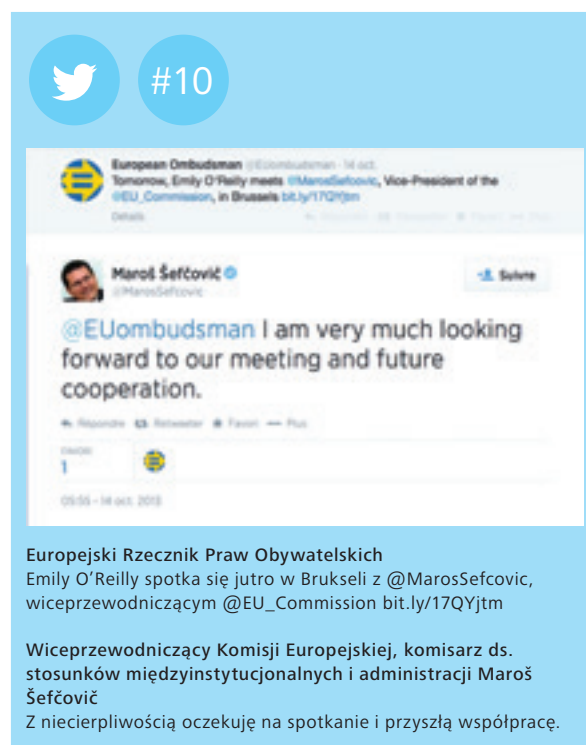 #10
European Ombudsman @EUombudsman · 14 oct.
Tomorrow, Emily O'Reilly meets @MarosSefcovic, Vice-President of the
@EU_Commission, in Brussels bit.ly/17QYjtm
Détails
Maroš Šefčovič
@MarosSefcovic
Suivre
@EUombudsman I am very much looking
forward to our meeting and future
cooperation.
Répondre Retweeter Favori Plus
1
05:55 - 14 oct. 2013
Europejski Rzecznik Praw Obywatelskich
Emily O'Reilly spotka się jutro w Brukseli z @MarosSefcovic,
wiceprzewodniczącym @EU_Commission bit.ly/17QYjtm
Wiceprzewodniczący Komisji Europejskiej, komisarz ds.
stosunków międzyinstytucjonalnych i administracji Maroš
Šefčovič
Z niecierpliwością oczekuję na spotkanie i przyszłą współpracę.